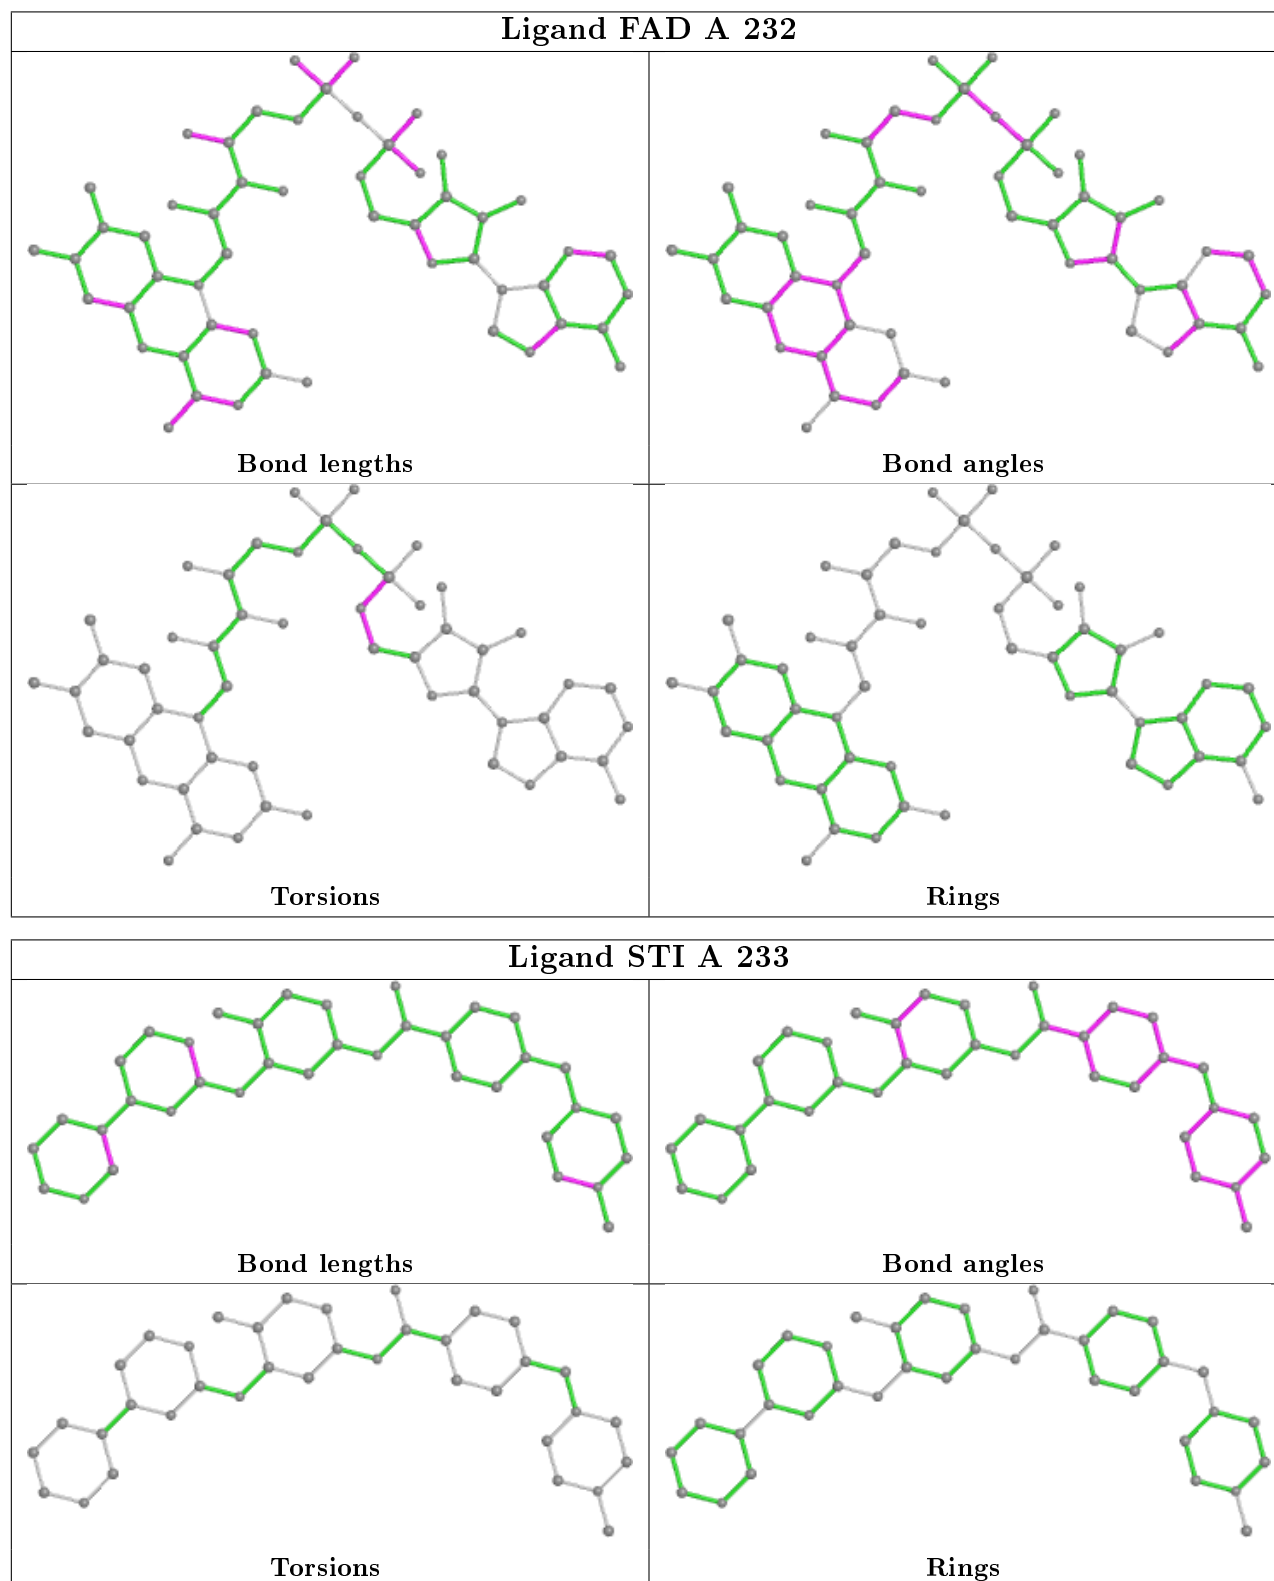 Ligand FAD A 232
Bond lengths
Bond angles
Torsions
Rings
Ligand STI A 233
Bond lengths
Bond angles
Torsions
Rings